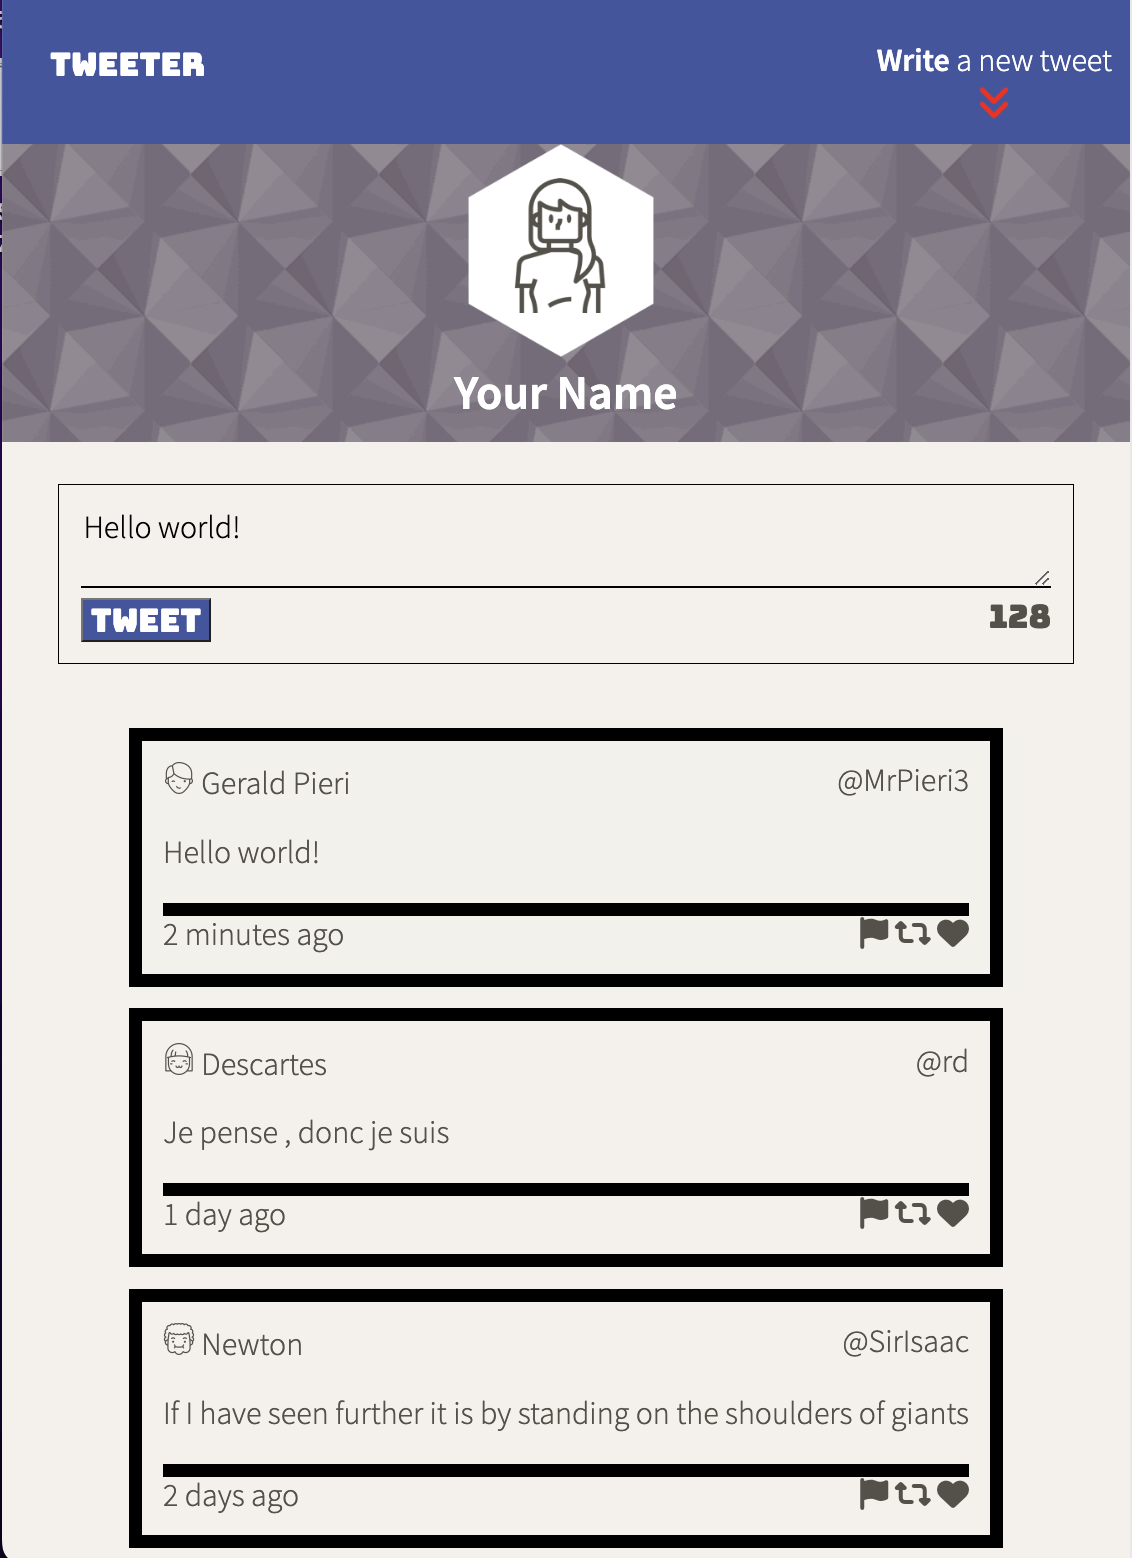 TWEETER
Write a new tweet
Your Name
Hello world!
TWEET
128
Gerald Pieri
@MrPieri3
Hello world!
2 minutes ago
Descartes
@rd
Je pense , donc je suis
1 day ago
Newton
@SirIsaac
If I have seen further it is by standing on the shoulders of giants
2 days ago